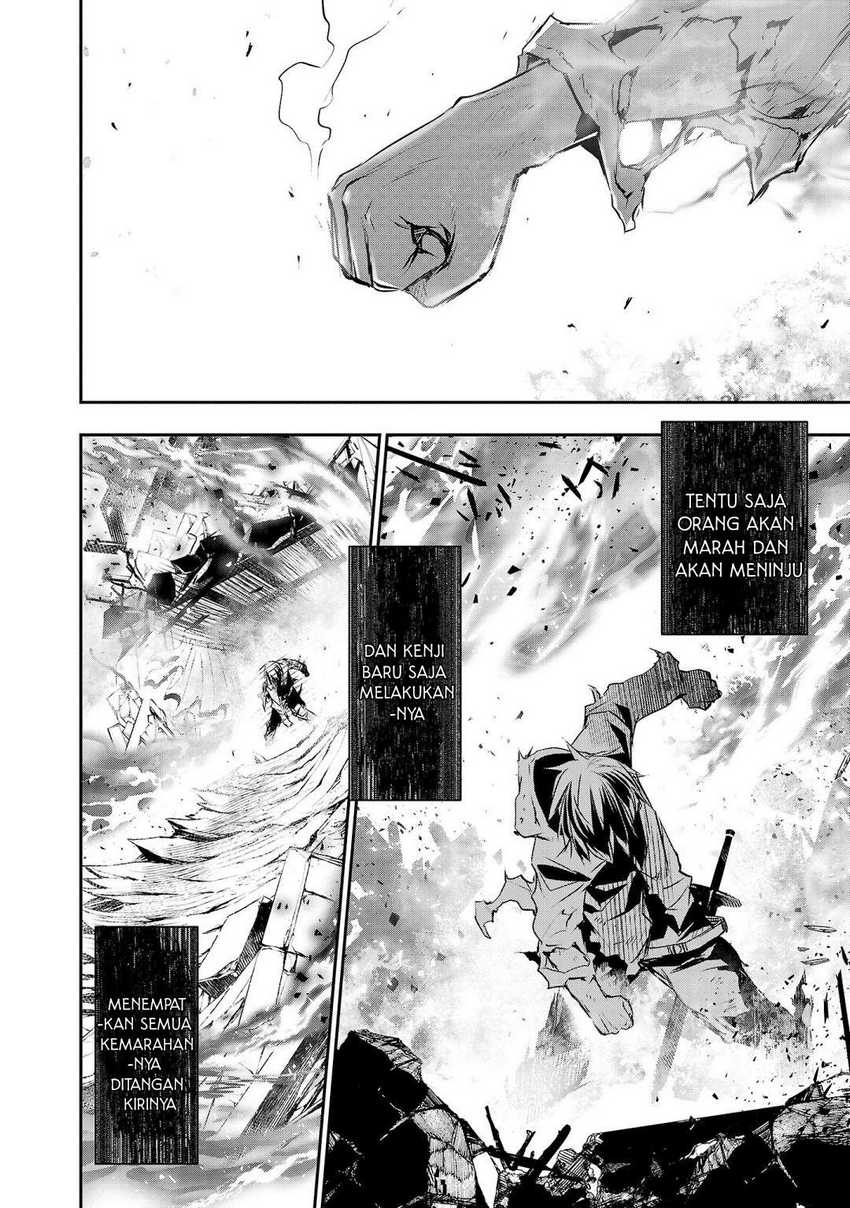 TENTU SAJA
ORANG AKAN
MARAH DAN
AKAN MENINJU
DAN KENJI
BARU SAJA
MELAKUKAN
-NYA
MENEMPAT
-KAN SEMUA
KEMARAHAN
-NYA
DITANGAN
KIRINYA